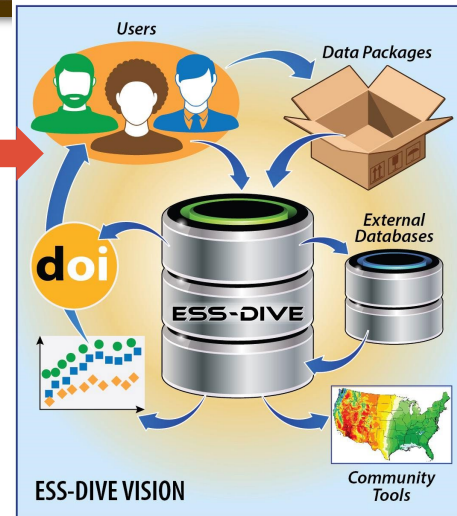 Users
Data Packages
External
Databases
doi
ESS-DIVE
Community
Tools
ESS-DIVE VISION